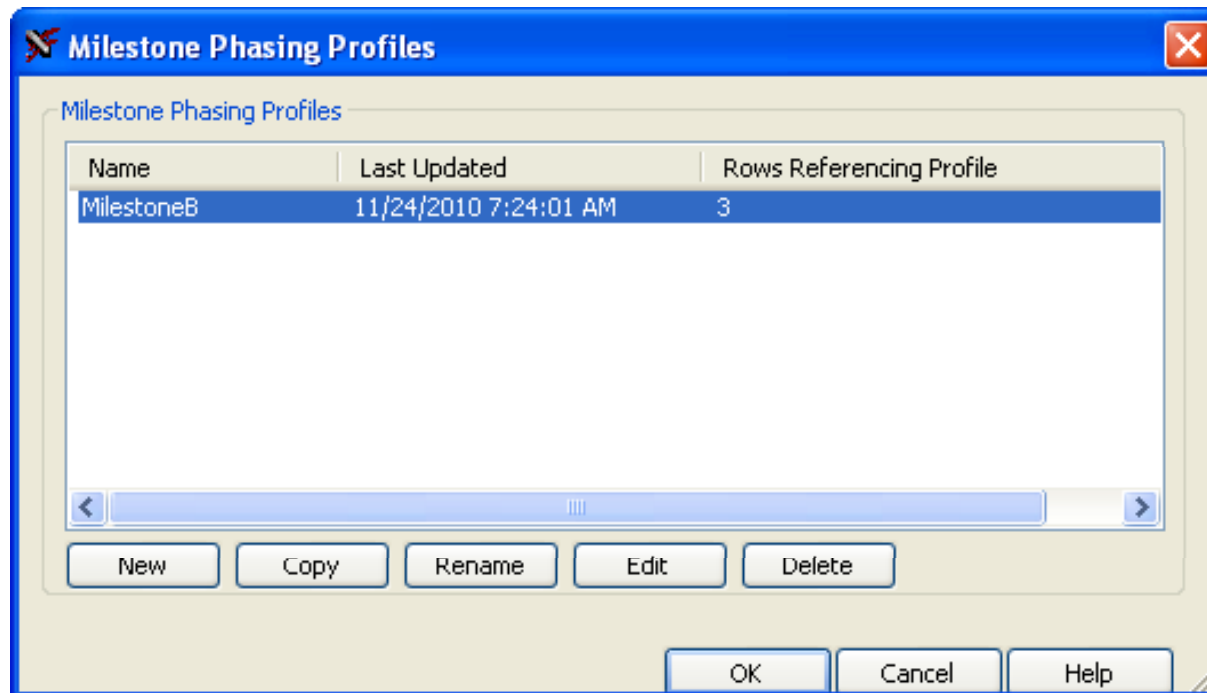 Milestone Phasing Profiles
Milestone Phasing Profiles
Name Last Updated Rows Referencing Profile
MilestoneB 11/24/2010 7:24:01 AM 3
New Copy Rename Edit Delete
OK Cancel Help